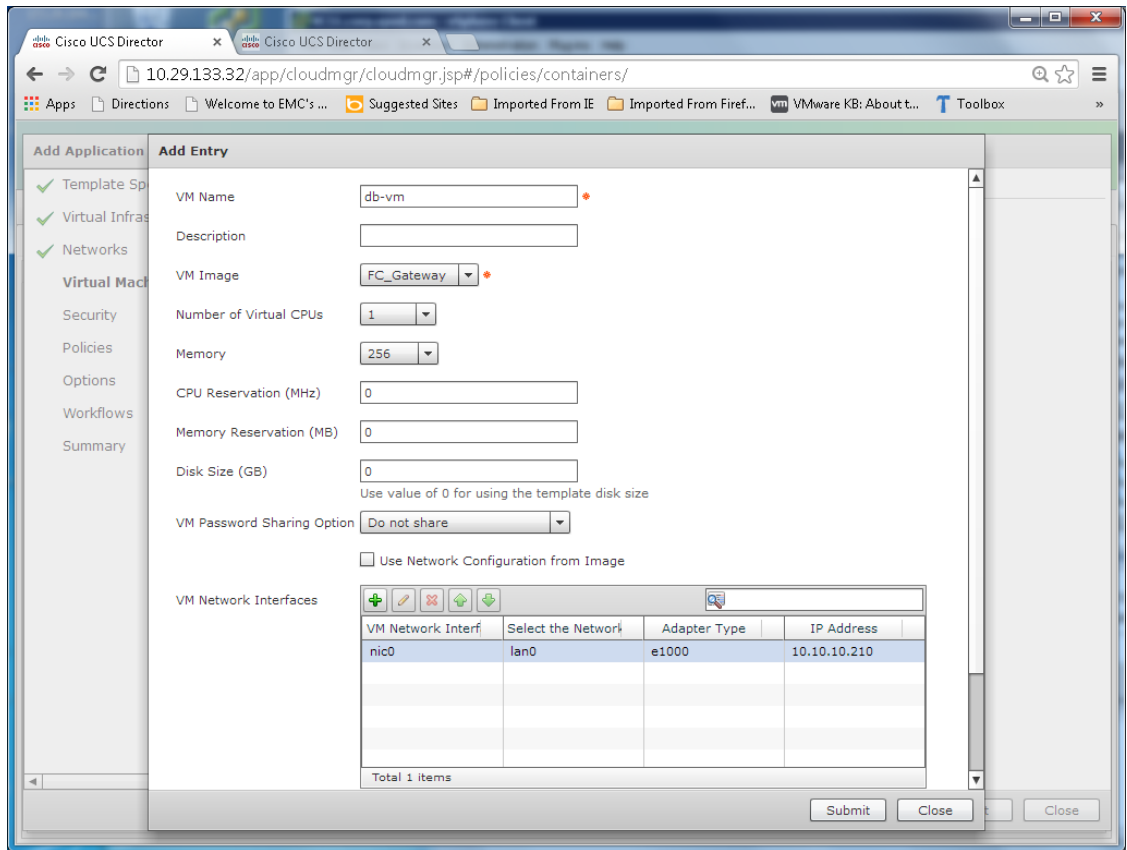 Cisco UCS Director
Cisco UCS Director
10.29.133.32/app/cloudmgr/cloudmgr.jsp#/policies/containers/
Apps Directions Welcome to EMC's ... Suggested Sites Imported From IE Imported From Firef... VMware KB: About t... Toolbox »
Add Application
Add Entry
Template Sp
Virtual Infras
Networks
Virtual Mach
Security
Policies
Options
Workflows
Summary
VM Name db-vm
Description
VM Image FC_Gateway
Number of Virtual CPUs 1
Memory 256
CPU Reservation (MHz) 0
Memory Reservation (MB) 0
Disk Size (GB) 0
Use value of 0 for using the template disk size
VM Password Sharing Option Do not share
Use Network Configuration from Image
VM Network Interfaces
VM Network Interf Select the Network Adapter Type IP Address
nic0 lan0 e1000 10.10.10.210
Total 1 items
Submit Close
t Close